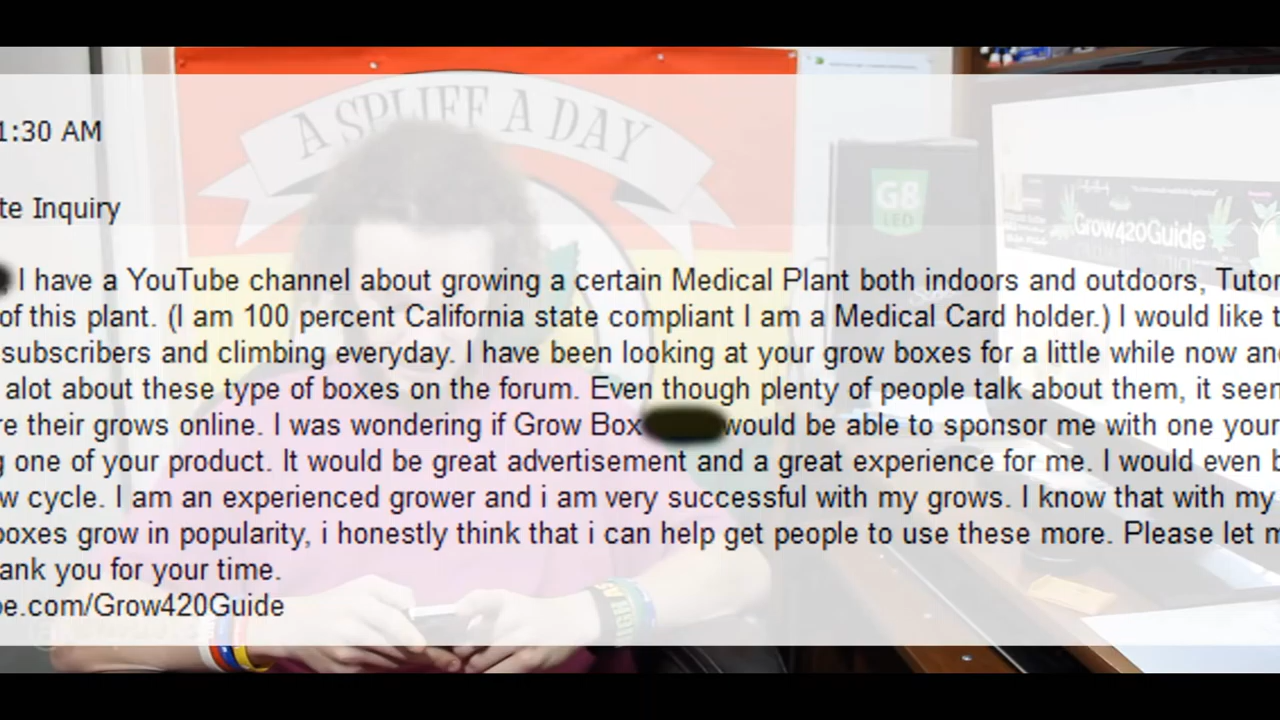 A SPLIFF A DAY
G8
LED
Grow420Guide
1:30 AM
te Inquiry
I have a YouTube channel about growing a certain Medical Plant both indoors and outdoors, Tutor
of this plant. (I am 100 percent California state compliant I am a Medical Card holder.) I would like t
subscribers and climbing everyday. I have been looking at your grow boxes for a little while now and
alot about these type of boxes on the forum. Even though plenty of people talk about them, it seem
re their grows online. I was wondering if Grow Box would be able to sponsor me with one your
g one of your product. It would be great advertisement and a great experience for me. I would even b
w cycle. I am an experienced grower and i am very successful with my grows. I know that with my
boxes grow in popularity, i honestly think that i can help get people to use these more. Please let m
ank you for your time.
be.com/Grow420Guide